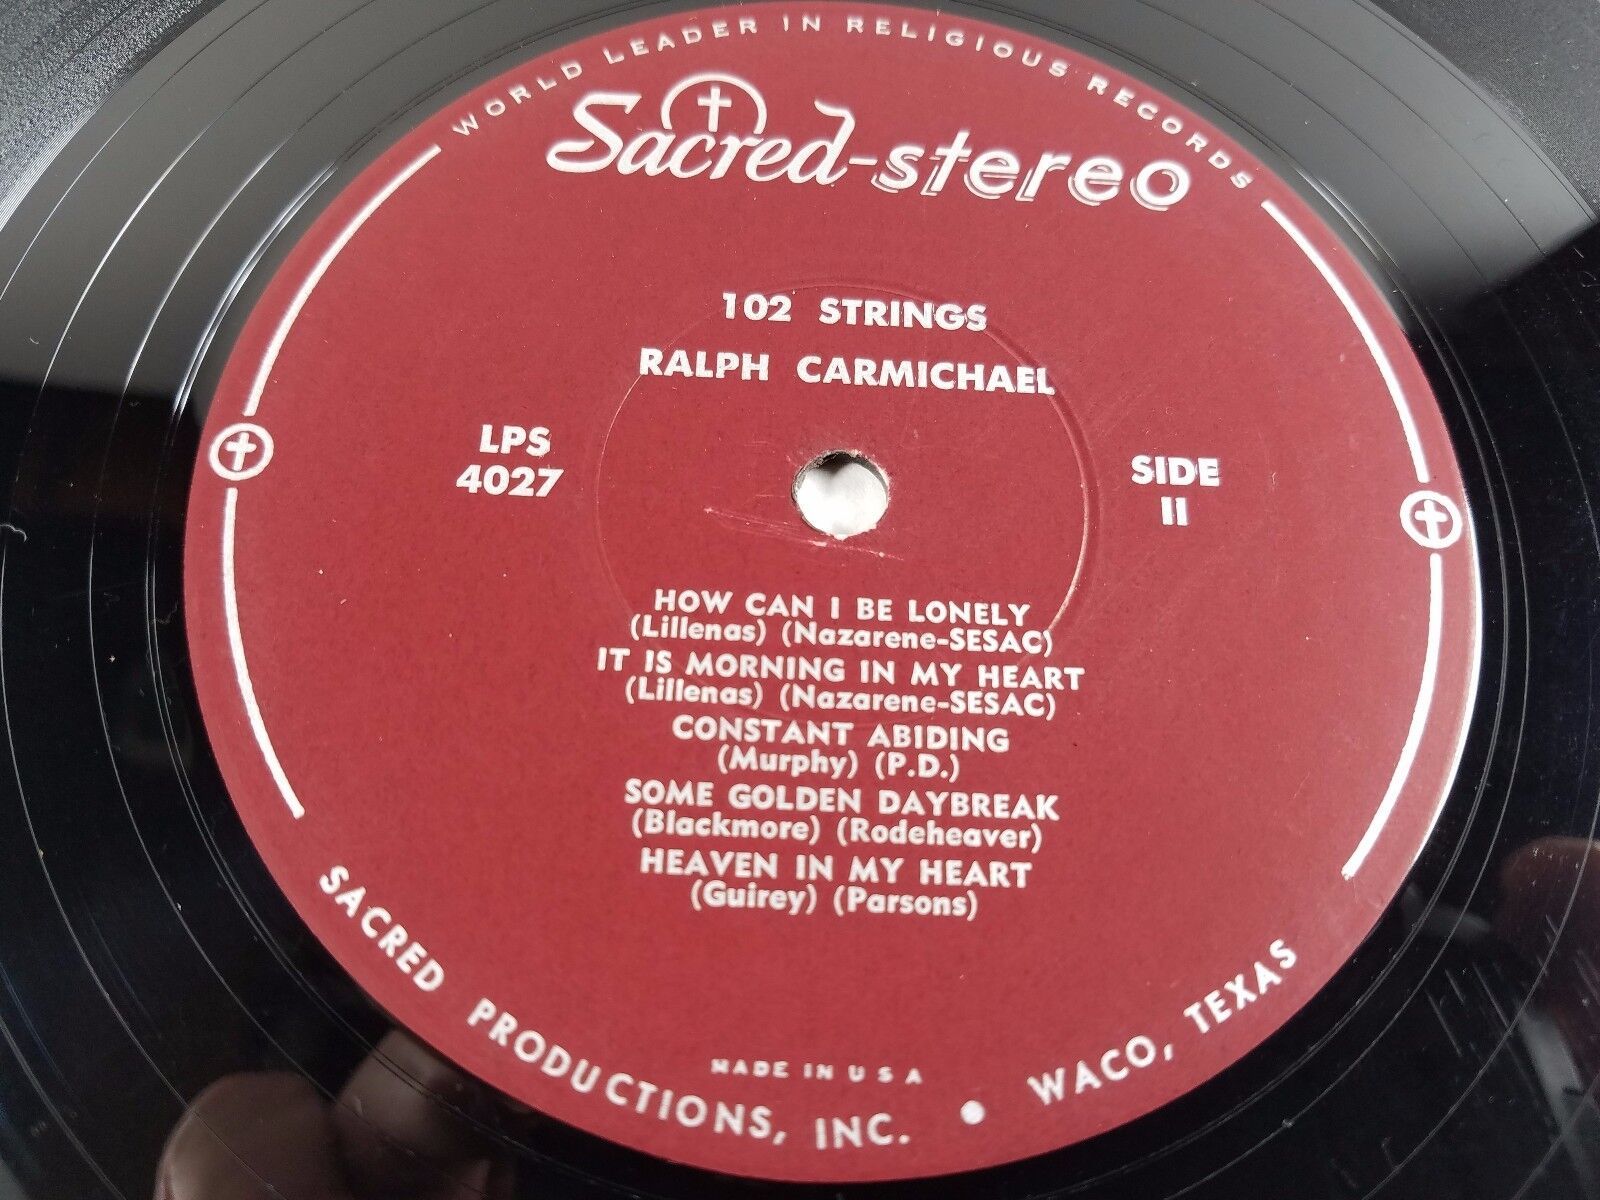 WORLD LEADER IN RELIGIOUS RECORDS
Sacred-stereo
102 STRINGS
RALPH CARMICHAEL
LPS
4027
SIDE
II
HOW CAN I BE LONELY
(Lillenas) (Nazarene-SESAC)
IT IS MORNING IN MY HEART
(Lillenas) (Nazarene-SESAC)
CONSTANT ABIDING
(Murphy) (P.D.)
SOME GOLDEN DAYBREAK
(Blackmore) (Rodeheaver)
HEAVEN IN MY HEART
(Guirey) (Parsons)
MADE IN U S A
SACRED PRODUCTIONS, INC. • WACO, TEXAS